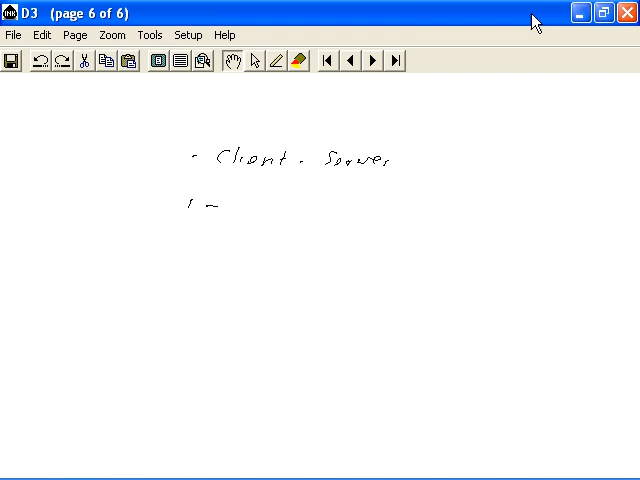 D3 (page 6 of 6)
File Edit Page Zoom Tools Setup Help
- Client - Server